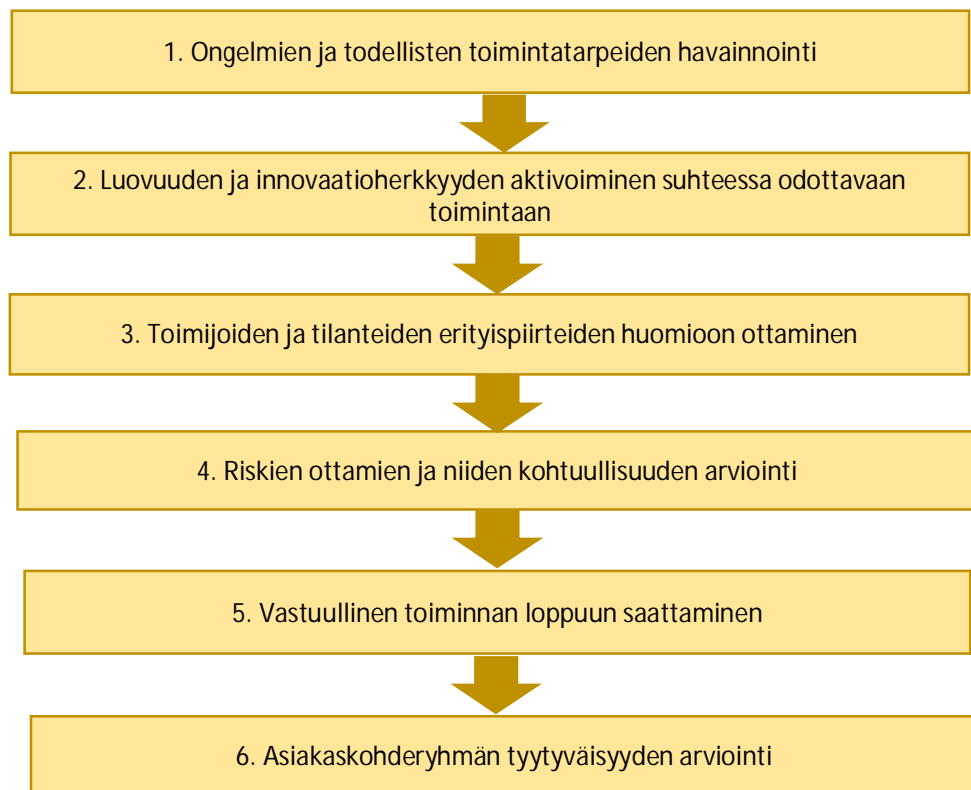 1. Ongelmien ja todellisten toimintatarpeiden havainnointi
2. Luovuuden ja innovaatioherkkyyden aktivoiminen suhteessa odottavaan
toimintaan
3. Toimijoiden ja tilanteiden erityispiirteiden huomioon ottaminen
4. Riskien ottamien ja niiden kohtuullisuuden arviointi
5. Vastuullinen toiminnan loppuun saattaminen
6. Asiakaskohderyhmän tyytyväisyyden arviointi